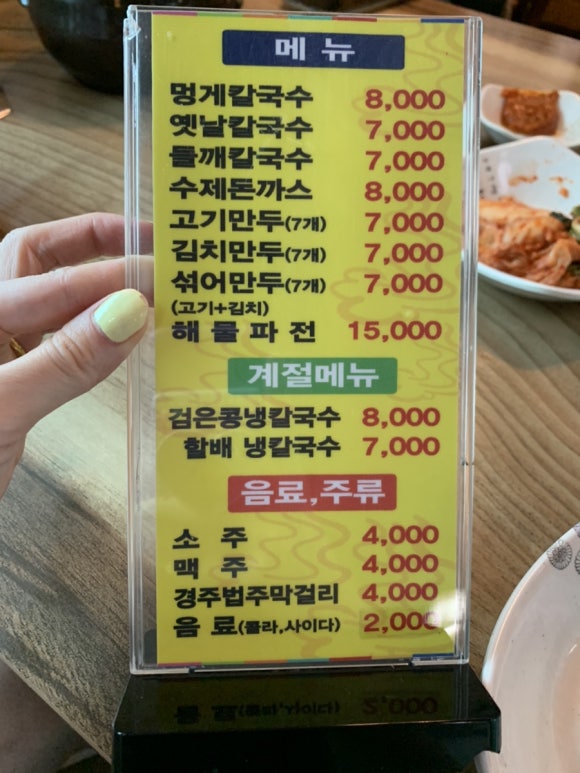 메 뉴
멍게칼국수 8,000
옛날칼국수 7,000
들깨칼국수 7,000
수제돈까스 8,000
고기만두(7개) 7,000
김치만두(7개) 7,000
섞어만두(7개) 7,000
(고기+김치)
해 물 파 전 15,000
계절메뉴
검은콩냉칼국수 8,000
할배 냉칼국수 7,000
음료,주류
소 주 4,000
맥 주 4,000
경주법주막걸리 4,000
음 료(콜라,사이다) 2,000